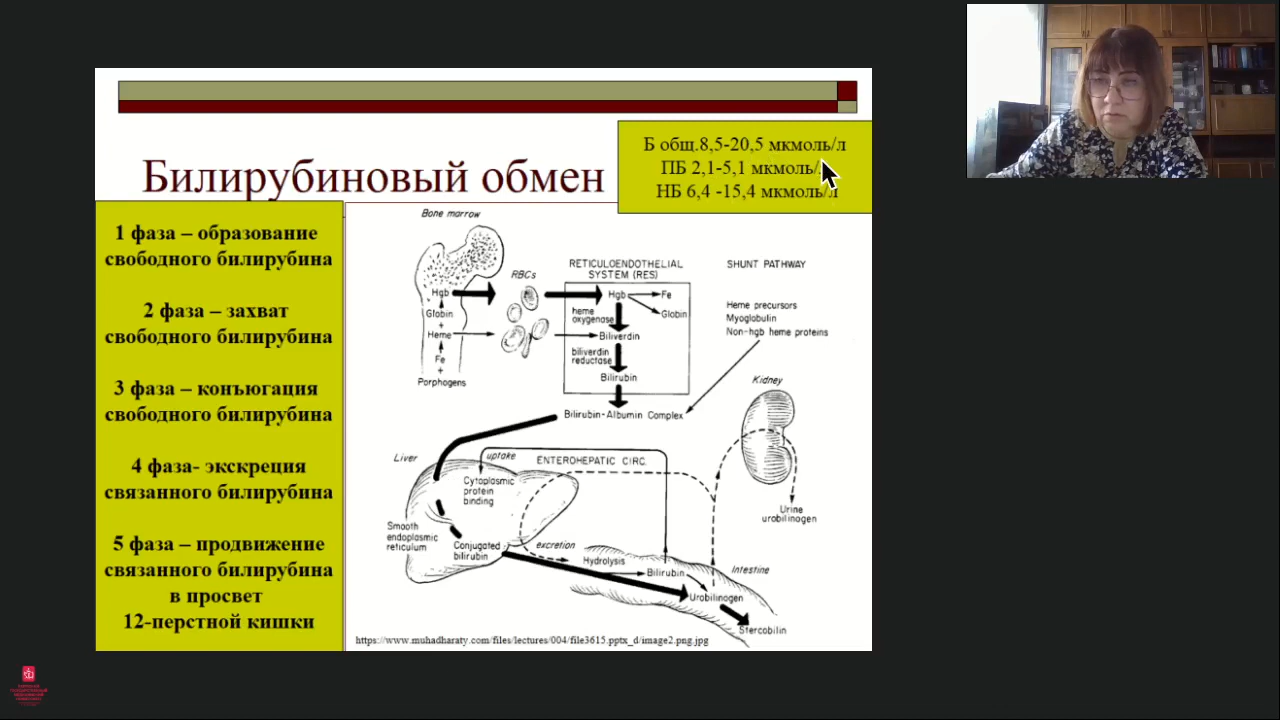 Б общ.8,5-20,5 мкмоль/л
ПБ 2,1-5,1 мкмоль/
НБ 6,4 -15,4 мкмоль/л
Билирубиновый обмен
1 фаза – образование
свободного билирубина
2 фаза – захват
свободного билирубина
3 фаза – конъюгация
свободного билирубина
4 фаза- экскреция
связанного билирубина
5 фаза – продвижение
связанного билирубина
в просвет
12-перстной кишки
Bone marrow
RBCs
RETICULOENDOTHELIAL
SYSTEM (RES)
SHUNT PATHWAY
Hgb
Globin
+
Heme
Fe
+
Porphogens
Hgb
Fe
Globin
heme
oxygenase
Biliverdin
biliverdin
reductase
Bilirubin
Heme precursors
Myoglobulin
Non-hgb heme proteins
Bilirubin-Albumin Complex
Kidney
Liver
uptake
ENTEROHEPATIC CIRC.
Cytoplasmic
protein
binding
Smooth
endoplasmic
reticulum
Conjugated
bilirubin
excretion
Hydrolysis
Bilirubin
Intestine
Urobilinogen
Stercobilin
Urine
urobilinogen
https://www.muhadharaty.com/files/lectures/004/file3615.pptx_d/image2.png.jpg